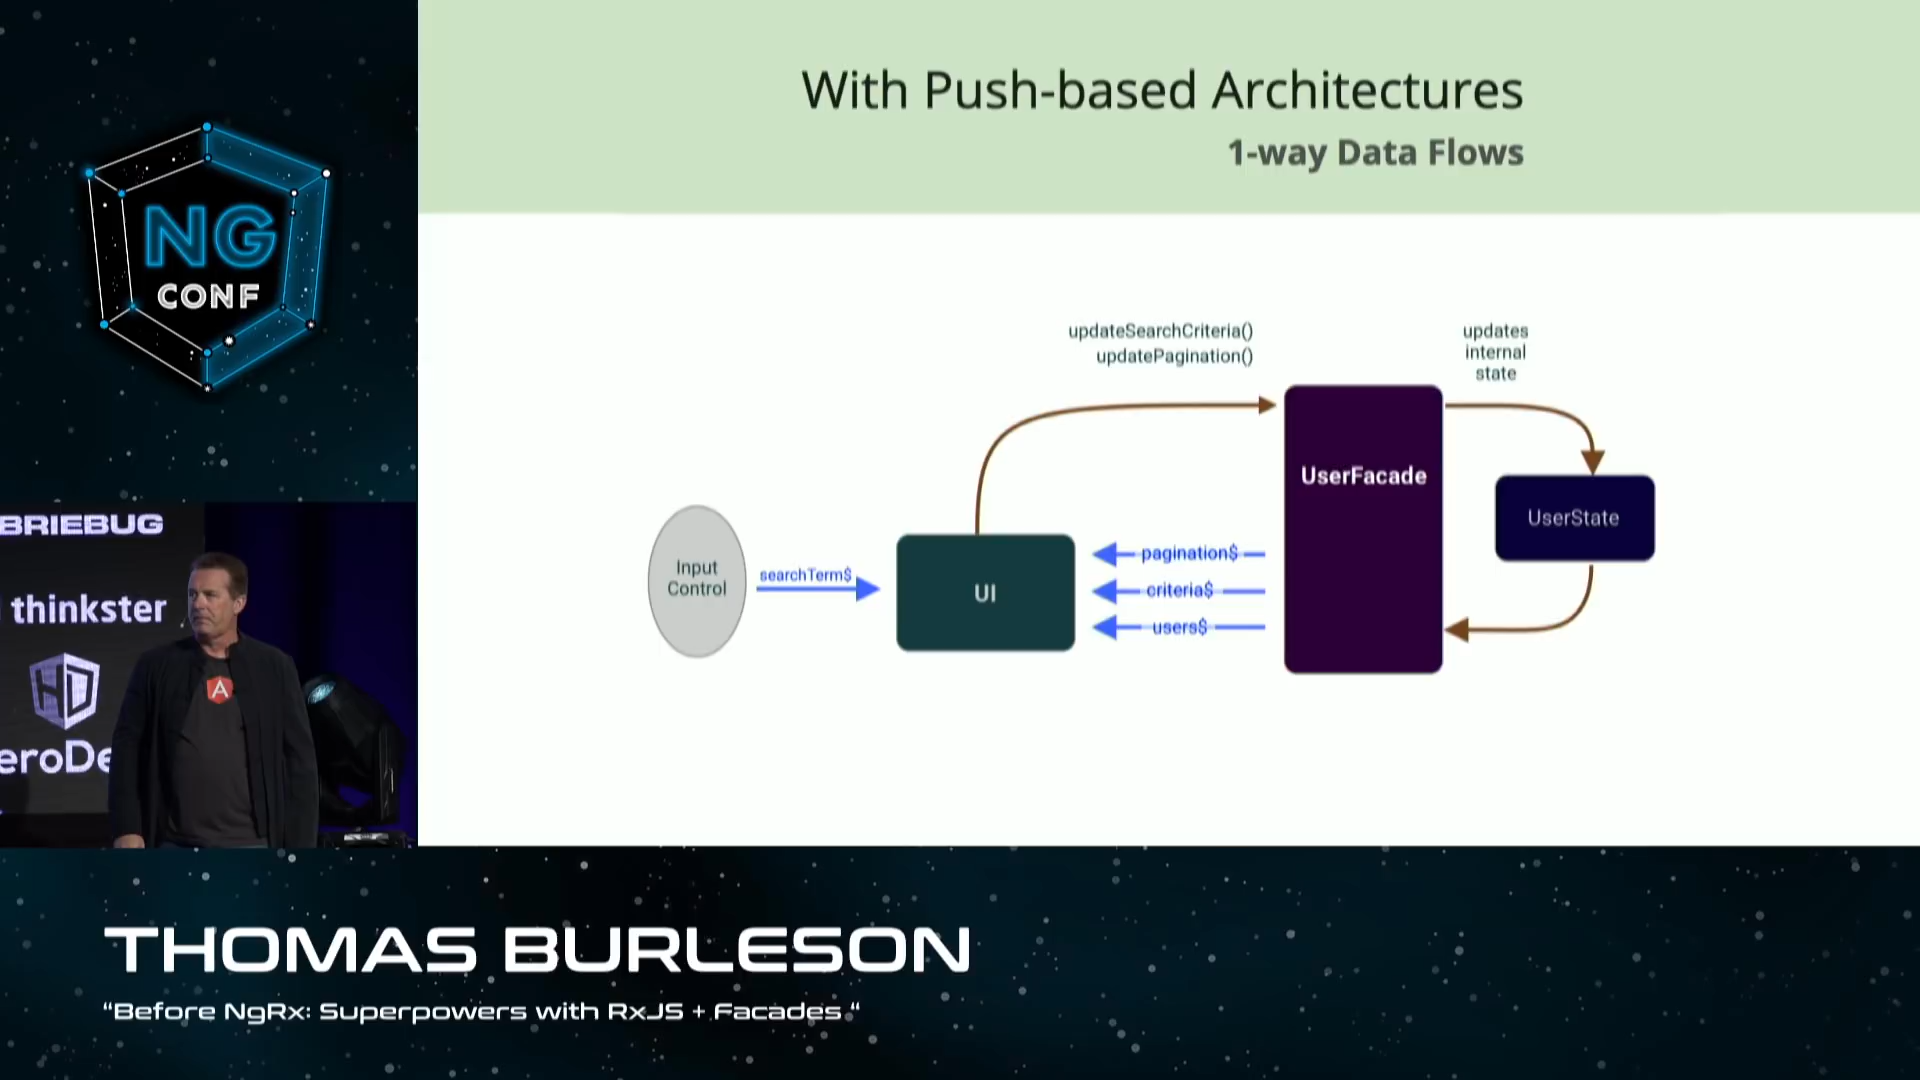 NG
CONF
With Push-based Architectures
1-way Data Flows
updateSearchCriteria()
updatePagination()
updates
internal
state
UserFacade
UserState
Input
Control
searchTerm$
UI
pagination$
criteria$
users$
BRIEBUG
thinkster
HD
eroDe
A
THOMAS BURLESON
“Before NgRx: Superpowers with RxJS + Facades “